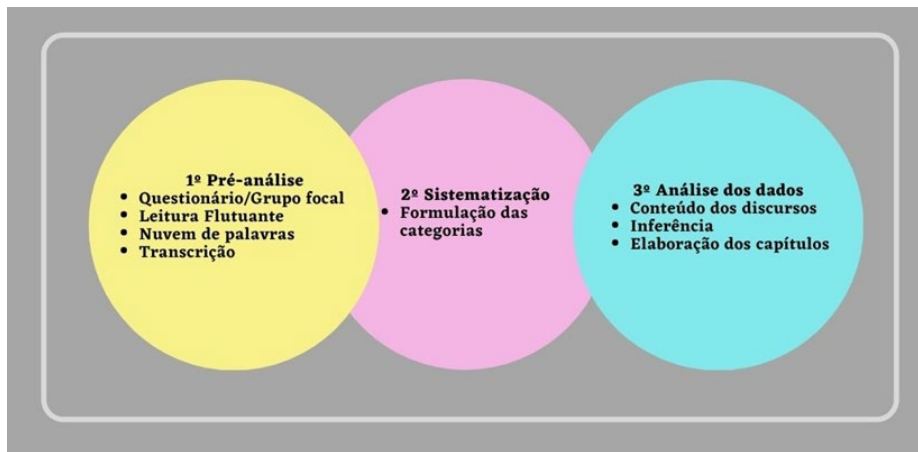 1º Pré-análise
• Questionário/Grupo focal
• Leitura Flutuante
• Nuvem de palavras
• Transcrição
2º Sistematização
• Formulação das
categorias
3º Análise dos dados
• Conteúdo dos discursos
• Inferência
• Elaboração dos capítulos